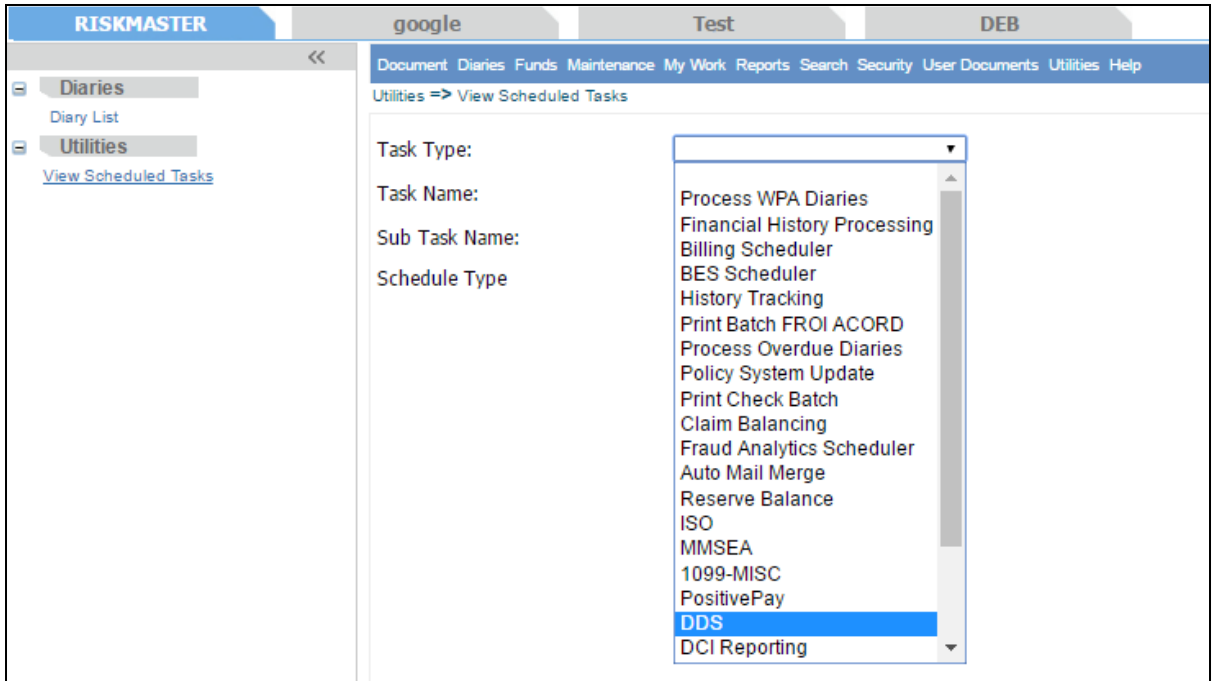 RISKMASTER google Test DEB
«
Document Diaries Funds Maintenance My Work Reports Search Security User Documents Utilities Help
Diaries
Utilities => View Scheduled Tasks
Diary List
Utilities
View Scheduled Tasks
Task Type:
Task Name:
Sub Task Name:
Schedule Type
Process WPA Diaries
Financial History Processing
Billing Scheduler
BES Scheduler
History Tracking
Print Batch FROI ACORD
Process Overdue Diaries
Policy System Update
Print Check Batch
Claim Balancing
Fraud Analytics Scheduler
Auto Mail Merge
Reserve Balance
ISO
MMSEA
1099-MISC
PositivePay
DDS
DCI Reporting